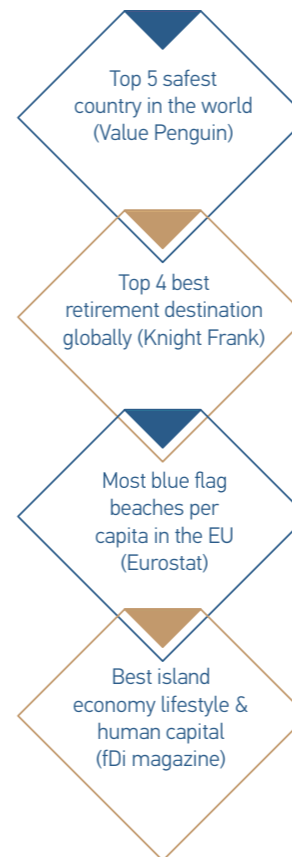 Top 5 safest
country in the world
(Value Penguin)
Top 4 best
retirement destination
globally (Knight Frank)
Most blue flag
beaches per
capita in the EU
(Eurostat)
Best island
economy lifestyle &
human capital
(fDi magazine)